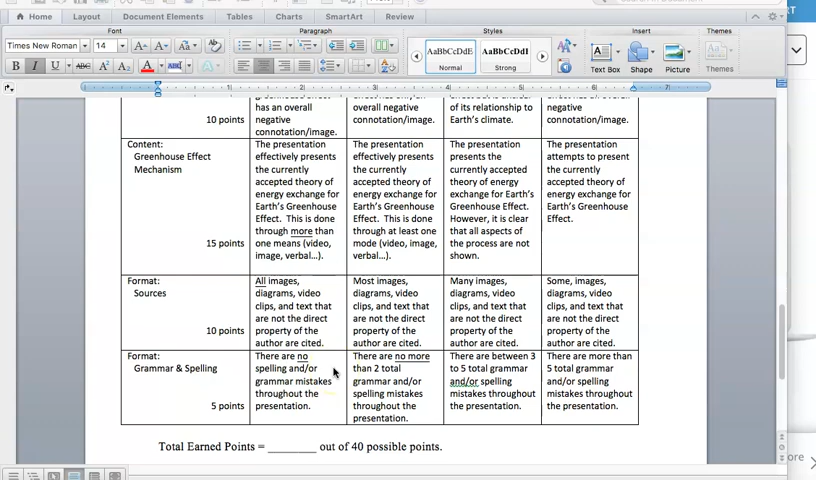 Home Layout Document Elements Tables Charts SmartArt Review
Font Paragraph Styles Insert Themes
Times New Roman 14
AaBbCcDdE AaBbCcDdE
Normal Strong Text Box Shape Picture Themes
1 2 3 4 5 6 7
10 points
has an overall
negative
connotation/image.
overall negative
connotation/image.
of its relationship to
Earth's climate.
negative
connotation/image.
Content:
Greenhouse Effect
Mechanism
15 points
The presentation
effectively presents
the currently
accepted theory of
energy exchange for
Earth's Greenhouse
Effect. This is done
through more than
one means (video,
image, verbal...).
The presentation
effectively presents
the currently
accepted theory of
energy exchange for
Earth's Greenhouse
Effect. This is done
through at least one
mode (video, image,
verbal...).
The presentation
presents the
currently accepted
theory of energy
exchange for Earth's
Greenhouse Effect.
However, it is clear
that all aspects of
the process are not
shown.
The presentation
attempts to present
the currently
accepted theory of
energy exchange for
Earth's Greenhouse
Effect.
Format:
Sources
10 points
All images,
diagrams, video
clips, and text that
are not the direct
property of the
author are cited.
Most images,
diagrams, video
clips, and text that
are not the direct
property of the
author are cited.
Many images,
diagrams, video
clips, and text that
are not the direct
property of the
author are cited.
Some, images,
diagrams, video
clips, and text that
are not the direct
property of the
author are cited.
Format:
Grammar & Spelling
5 points
There are no
spelling and/or
grammar mistakes
throughout the
presentation.
There are no more
than 2 total
grammar and/or
spelling mistakes
throughout the
presentation.
There are between 3
to 5 total grammar
and/or spelling
mistakes throughout
the presentation.
There are more than
5 total grammar
and/or spelling
mistakes throughout
the presentation.
Total Earned Points = ________ out of 40 possible points.